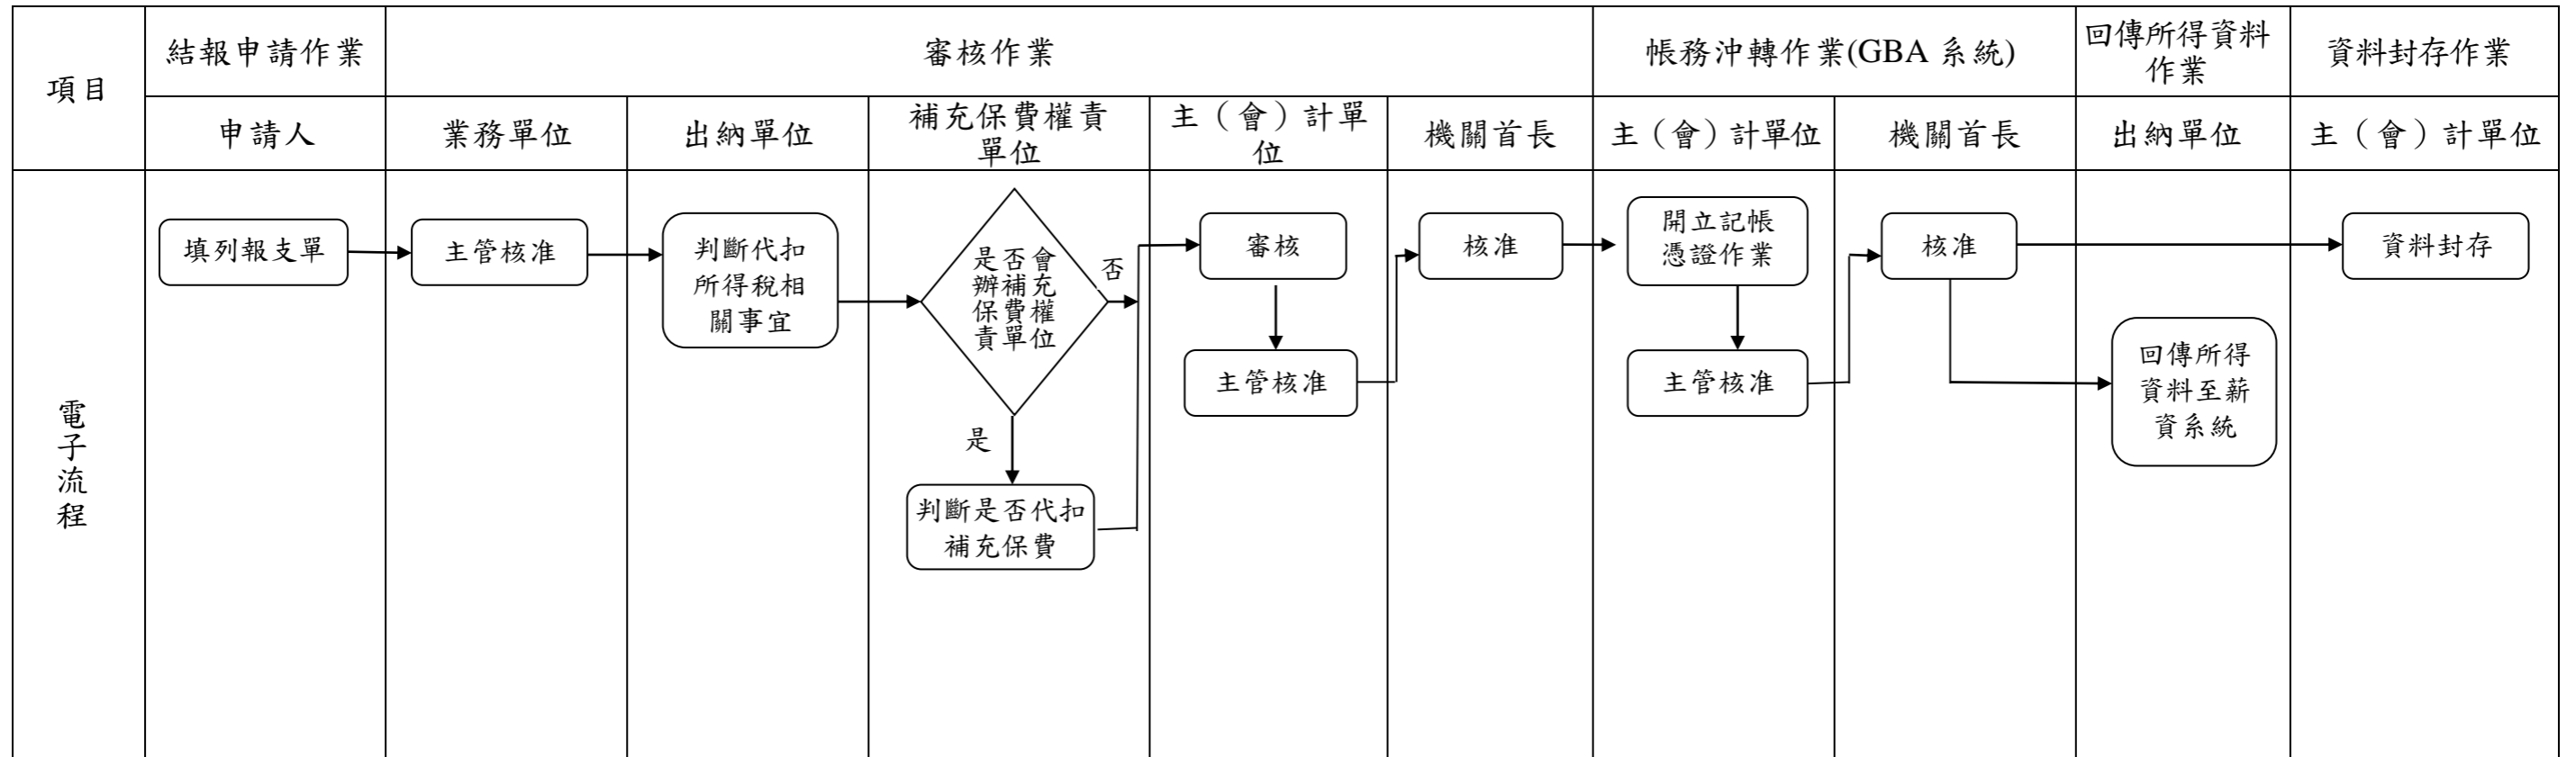 項目
結報申請作業
審核作業
帳務沖轉作業(GBA 系統)
回傳所得資料
作業
資料封存作業
申請人
業務單位
出納單位
補充保費權責
單位
主（會）計單
位
機關首長
主（會）計單位
機關首長
出納單位
主（會）計單位
電
子
流
程
填列報支單
主管核准
判斷代扣
所得稅相
關事宜
是否會
辦補充
保費權
責單位
否
是
判斷是否代扣
補充保費
審核
主管核准
核准
開立記帳
憑證作業
主管核准
核准
回傳所得
資料至薪
資系統
資料封存